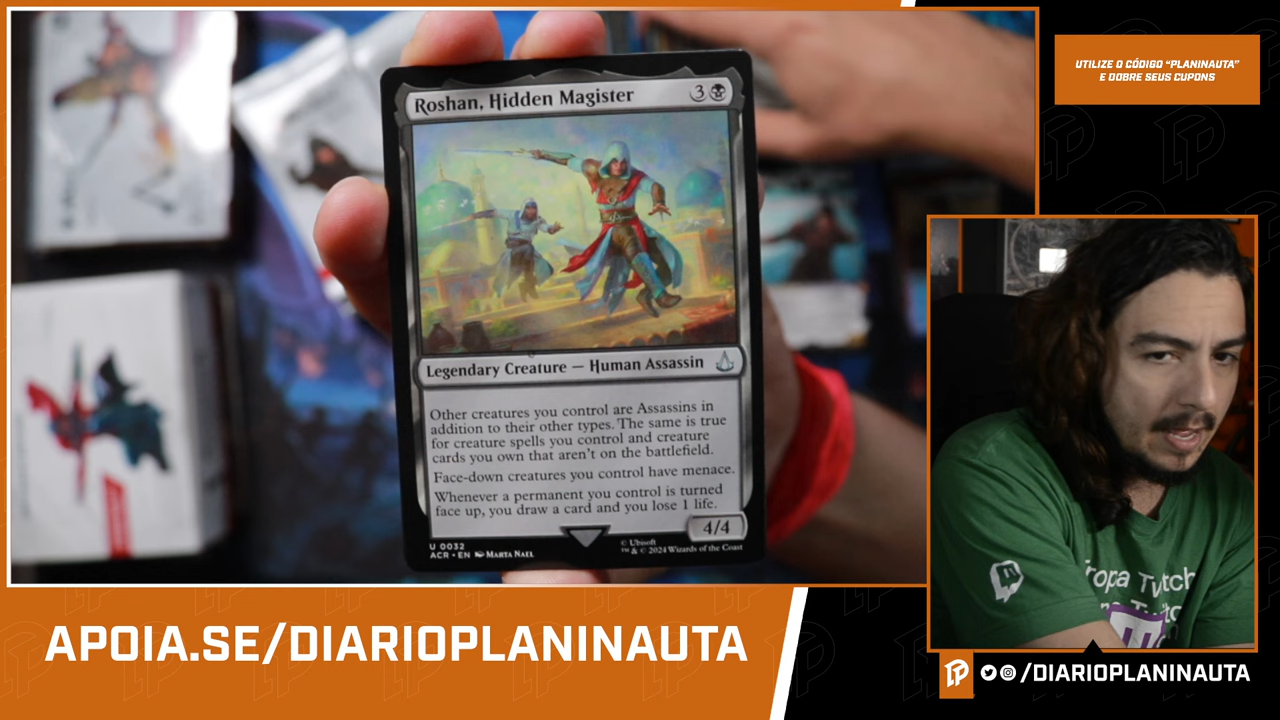 UTILIZE O CÓDIGO “PLANINAUTA”
E DOBRE SEUS CUPONS
Roshan, Hidden Magister 3
Legendary Creature — Human Assassin
Other creatures you control are Assassins in
addition to their other types. The same is true
for creature spells you control and creature
cards you own that aren't on the battlefield.
Face-down creatures you control have menace.
Whenever a permanent you control is turned
face up, you draw a card and you lose 1 life.
4/4
U 0032
ACR • EN MARTA NAEL
© Ubisoft
™ & © 2024 Wizards of the Coast
Twitch
APOIA.SE/DIARIOPLANINAUTA
/DIARIOPLANINAUTA